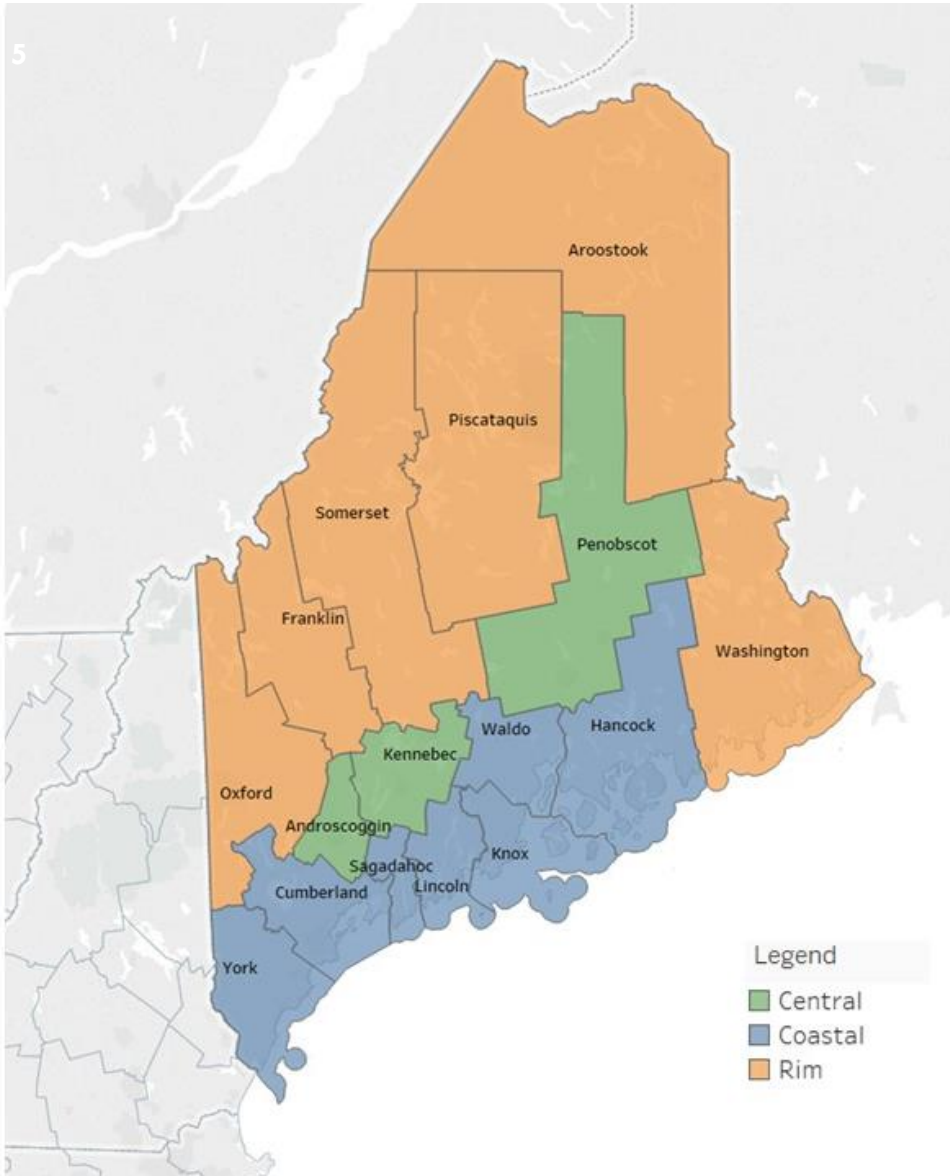 5
Aroostook
Piscataquis
Somerset
Penobscot
Franklin
Washington
Hancock
Waldo
Kennebec
Oxford
Androscoggin
Knox
Sagadahoc
Lincoln
Cumberland
York
Legend
Central
Coastal
Rim